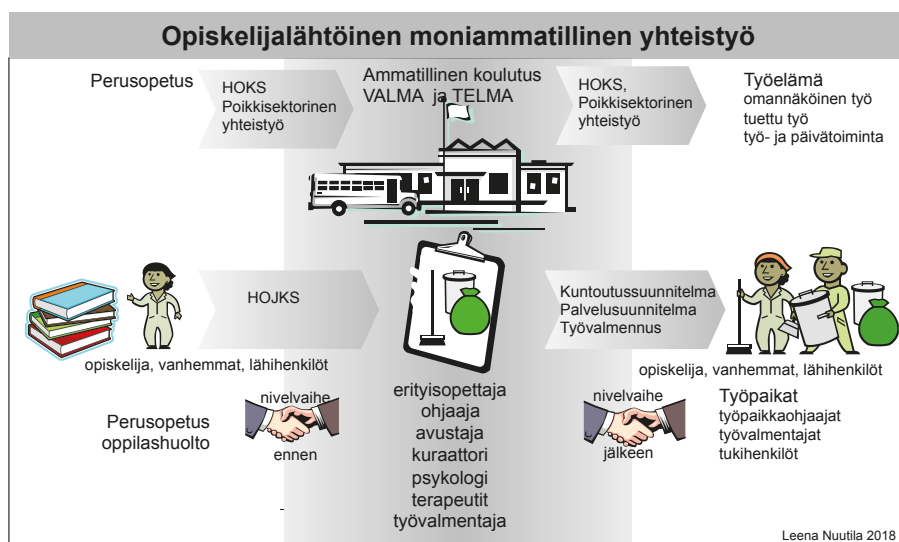 Opiskelijalähtöinen moniammatillinen yhteistyö
Perusopetus
HOKS
Poikkisektorinen
yhteistyö
Ammatillinen koulutus
VALMA ja TELMA
HOKS,
Poikkisektorinen
yhteistyö
Työelämä
omannäköinen työ
tuettu työ
työ- ja päivätoiminta
HOJKS
Kuntoutussuunnitelma
Palvelusuunnitelma
Työvalmennus
opiskelija, vanhemmat, lähihenkilöt
opiskelija, vanhemmat, lähihenkilöt
Perusopetus
oppilashuolto
nivelvaihe
ennen
erityisopettaja
ohjaaja
avustaja
kuraattori
psykologi
terapeutit
työvalmentaja
nivelvaihe
jälkeen
Työpaikat
työpaikkaohjaajat
työvalmentajat
tukihenkilöt
Leena Nuutila 2018